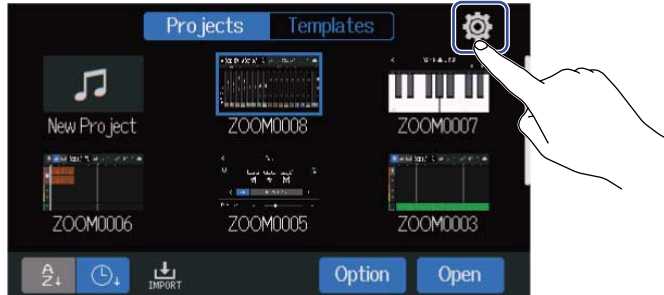 Projects Templates
New Project ZOOM0008 ZOOM0007
ZOOM0006 ZOOM0005 ZOOM0003
A
Z↓
IMPORT
Option Open